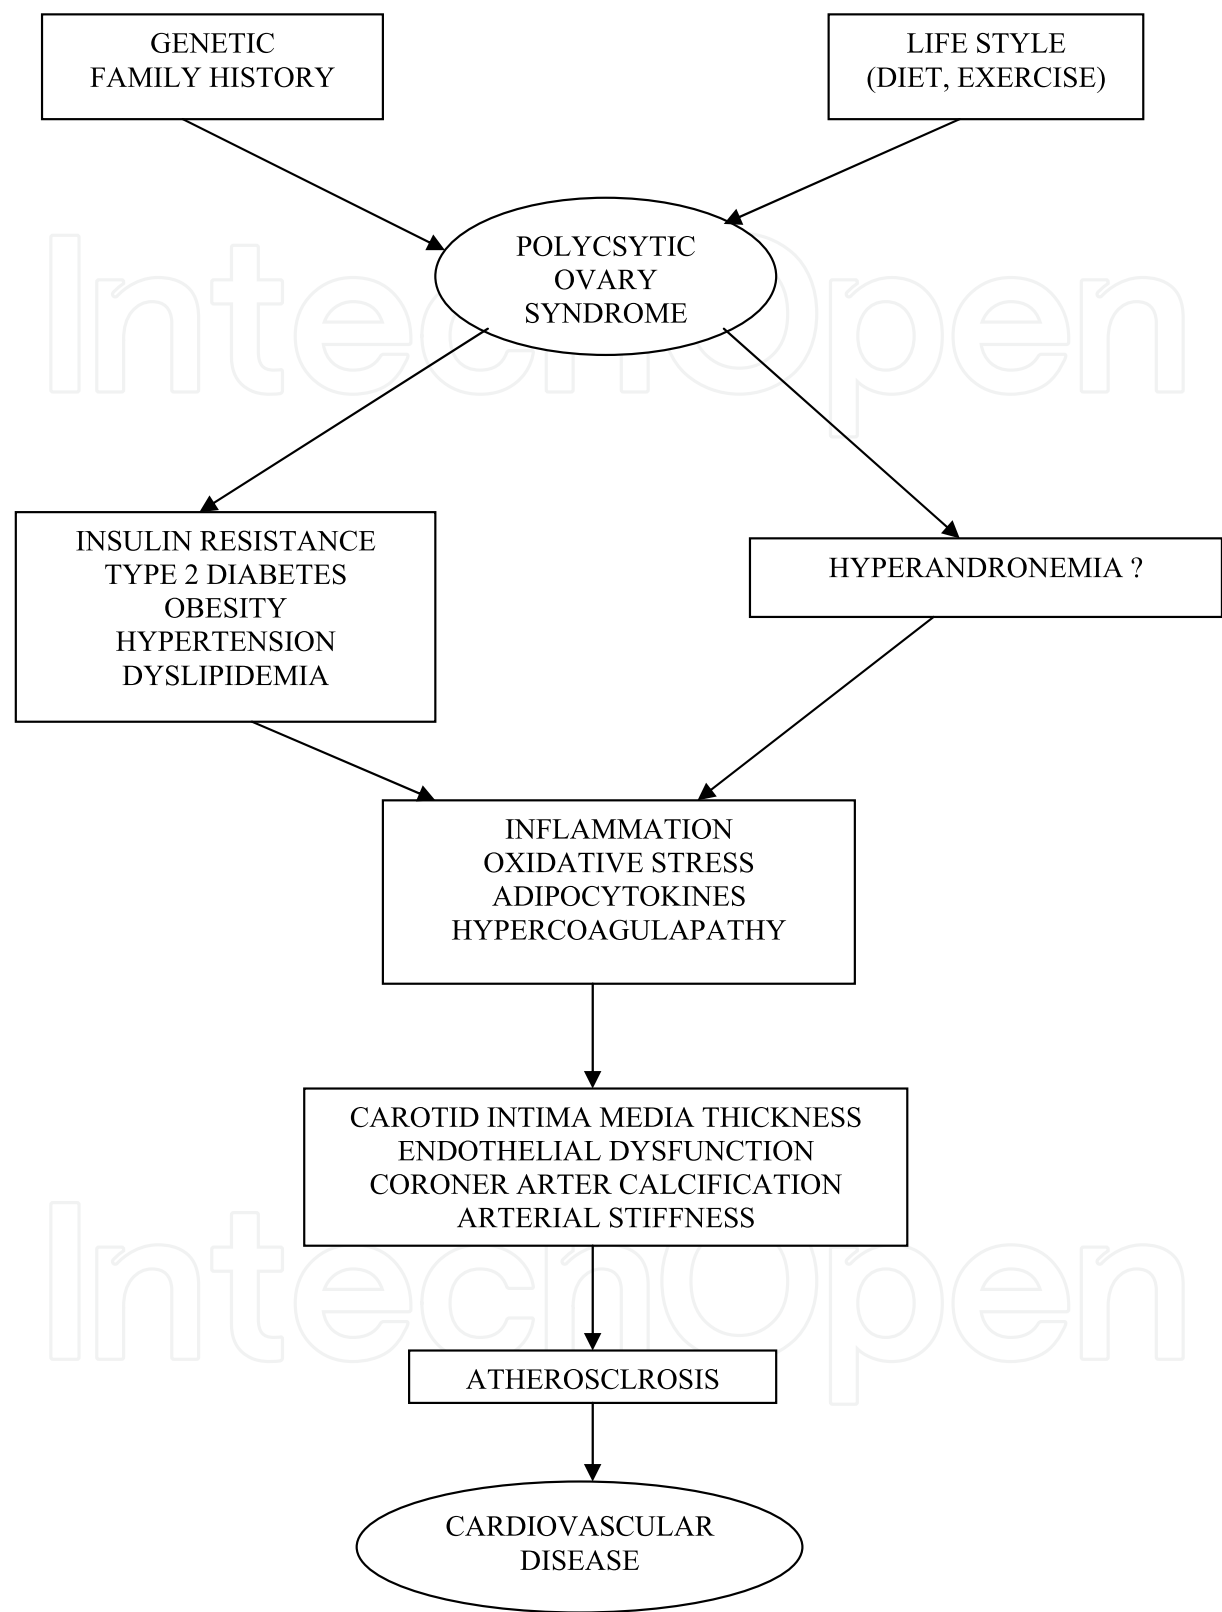 GENETIC
FAMILY HISTORY
LIFE STYLE
(DIET, EXERCISE)
POLYCSYTIC
OVARY
SYNDROME
IntechOpen
INSULIN RESISTANCE
TYPE 2 DIABETES
OBESITY
HYPERTENSION
DYSLIPIDEMIA
HYPERANDRONEMIA ?
INFLAMMATION
OXIDATIVE STRESS
ADIPOCYTOKINES
HYPERCOAGULAPATHY
CAROTID INTIMA MEDIA THICKNESS
ENDOTHELIAL DYSFUNCTION
CORONER ARTER CALCIFICATION
ARTERIAL STIFFNESS
IntechOpen
ATHEROSCLROSIS
CARDIOVASCULAR
DISEASE